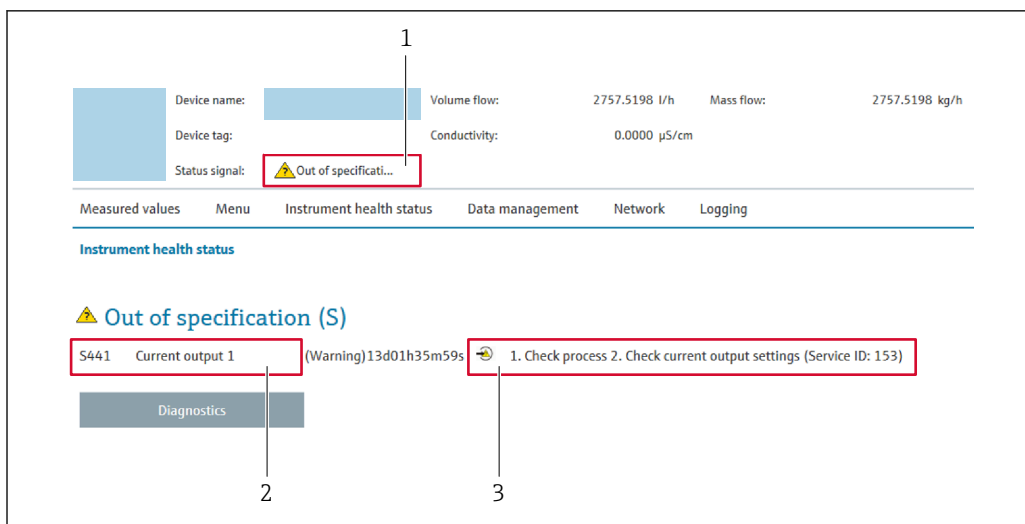 1
Device name: Volume flow: 2757.5198 l/h Mass flow: 2757.5198 kg/h
Device tag: Conductivity: 0.0000 µS/cm
Status signal: Out of specificati...
Measured values Menu Instrument health status Data management Network Logging
Instrument health status
Out of specification (S)
S441 Current output 1 (Warning)13d01h35m59s 1. Check process 2. Check current output settings (Service ID: 153)
Diagnostics
2 3